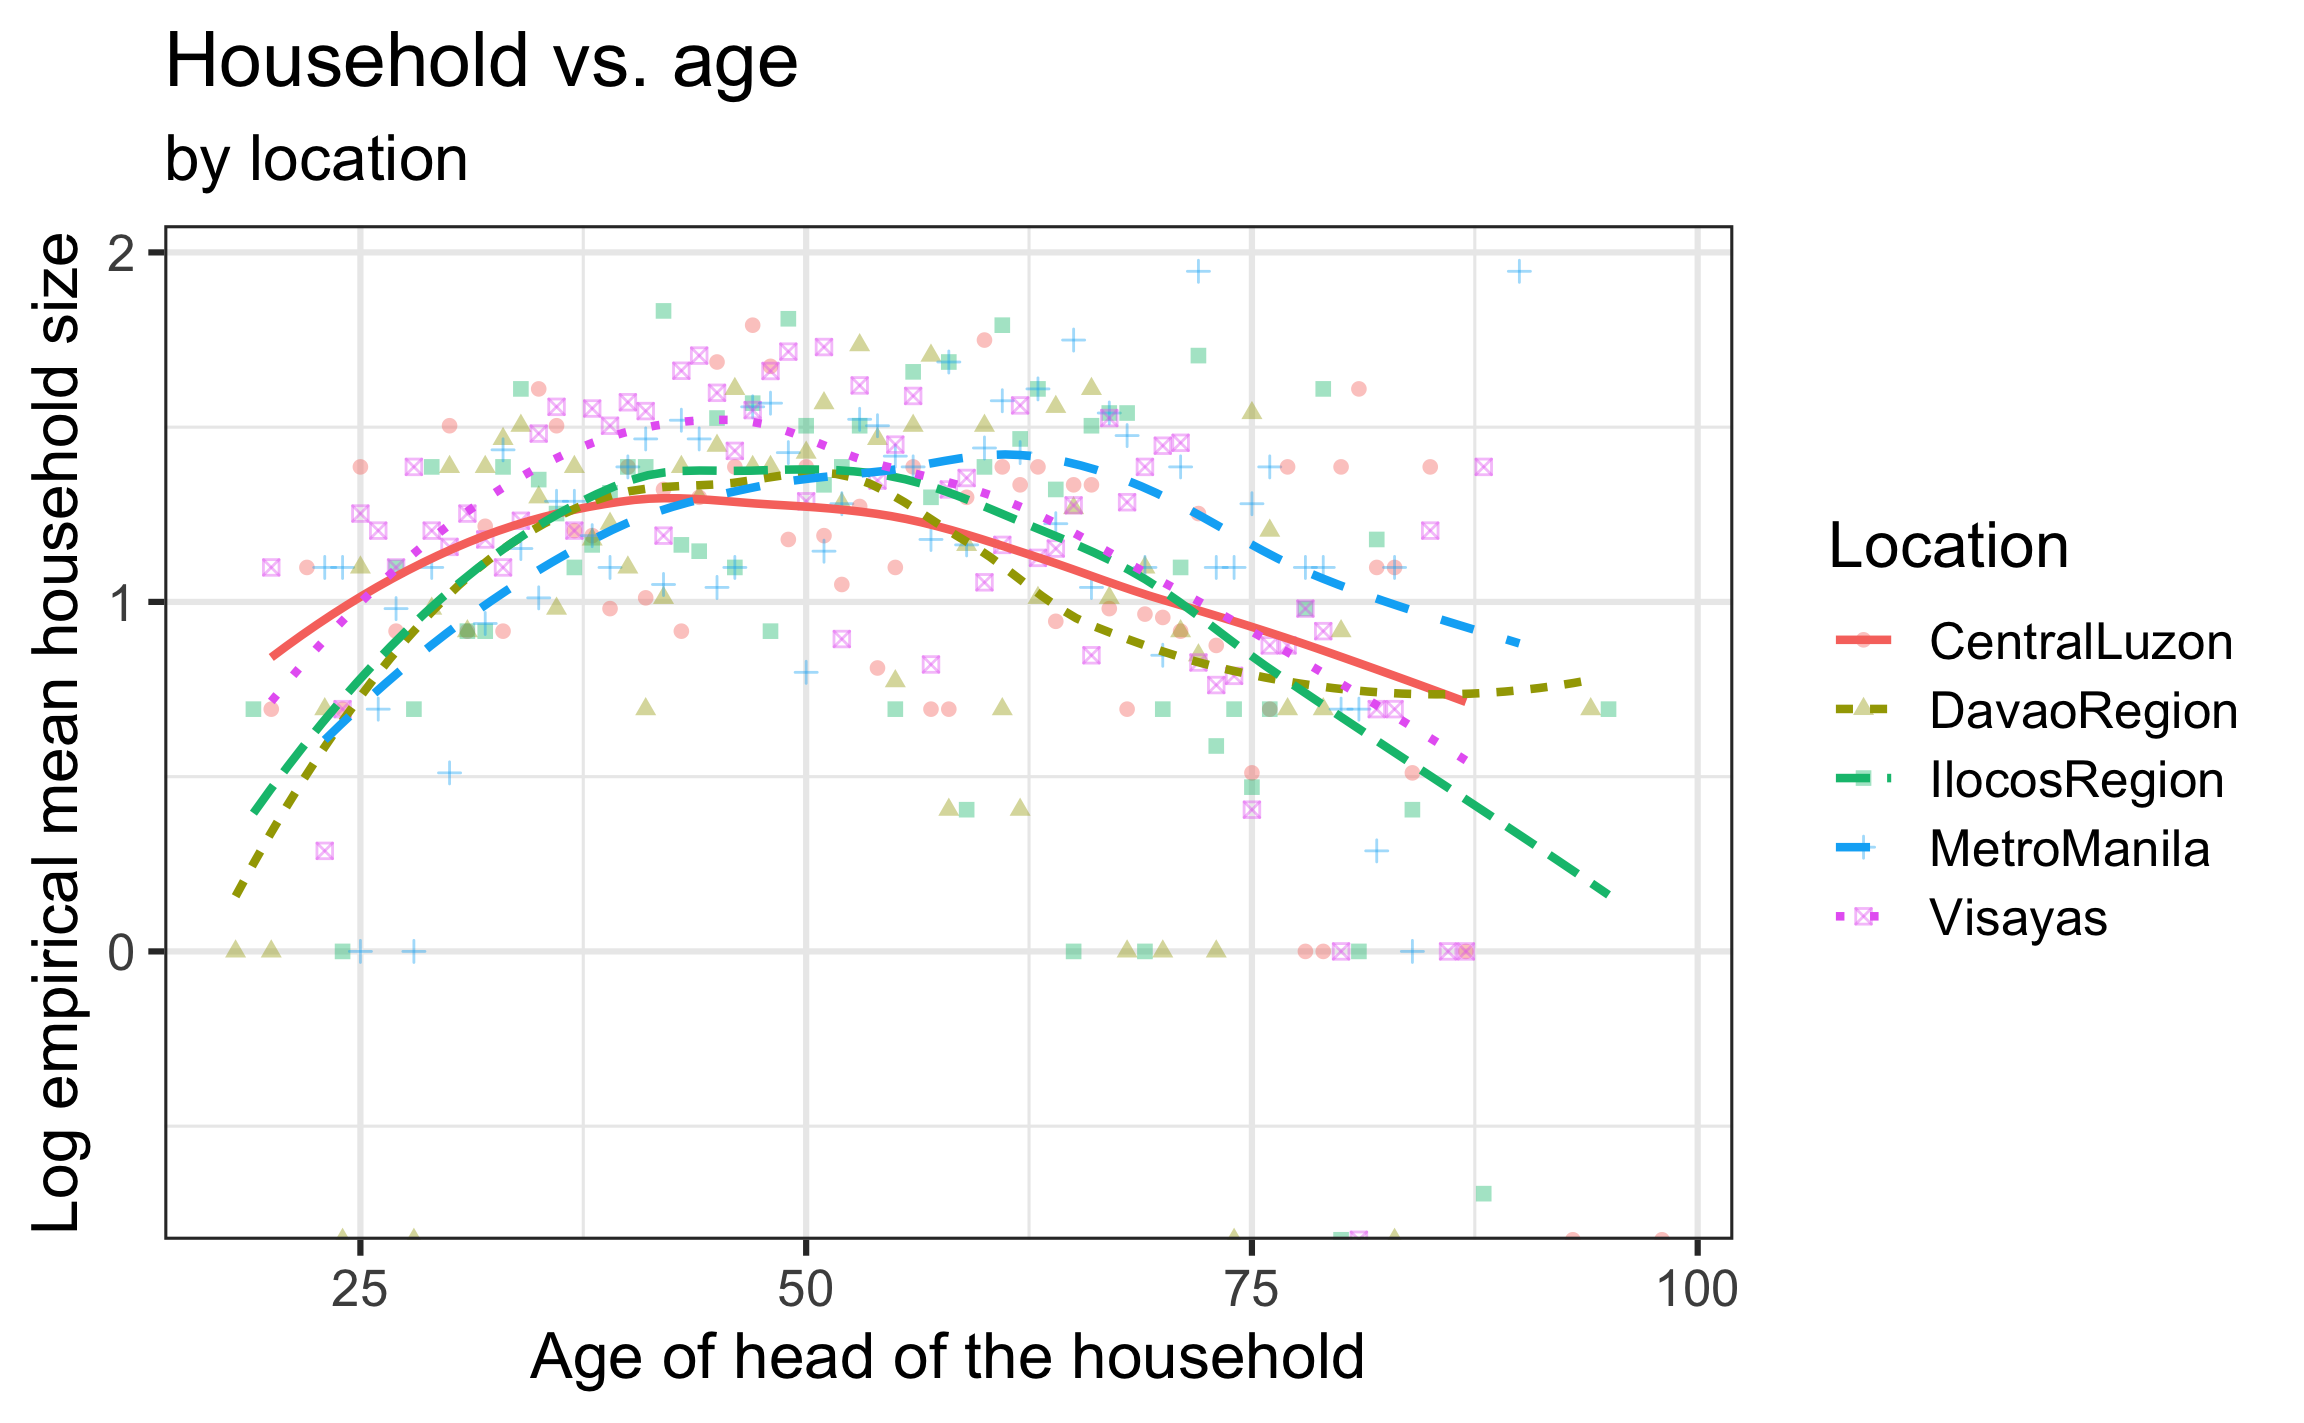 Household vs. age
by location
Log empirical mean household size
2
1
0
25 50 75 100
Age of head of the household
Location
CentralLuzon
DavaoRegion
IlocosRegion
MetroManila
Visayas